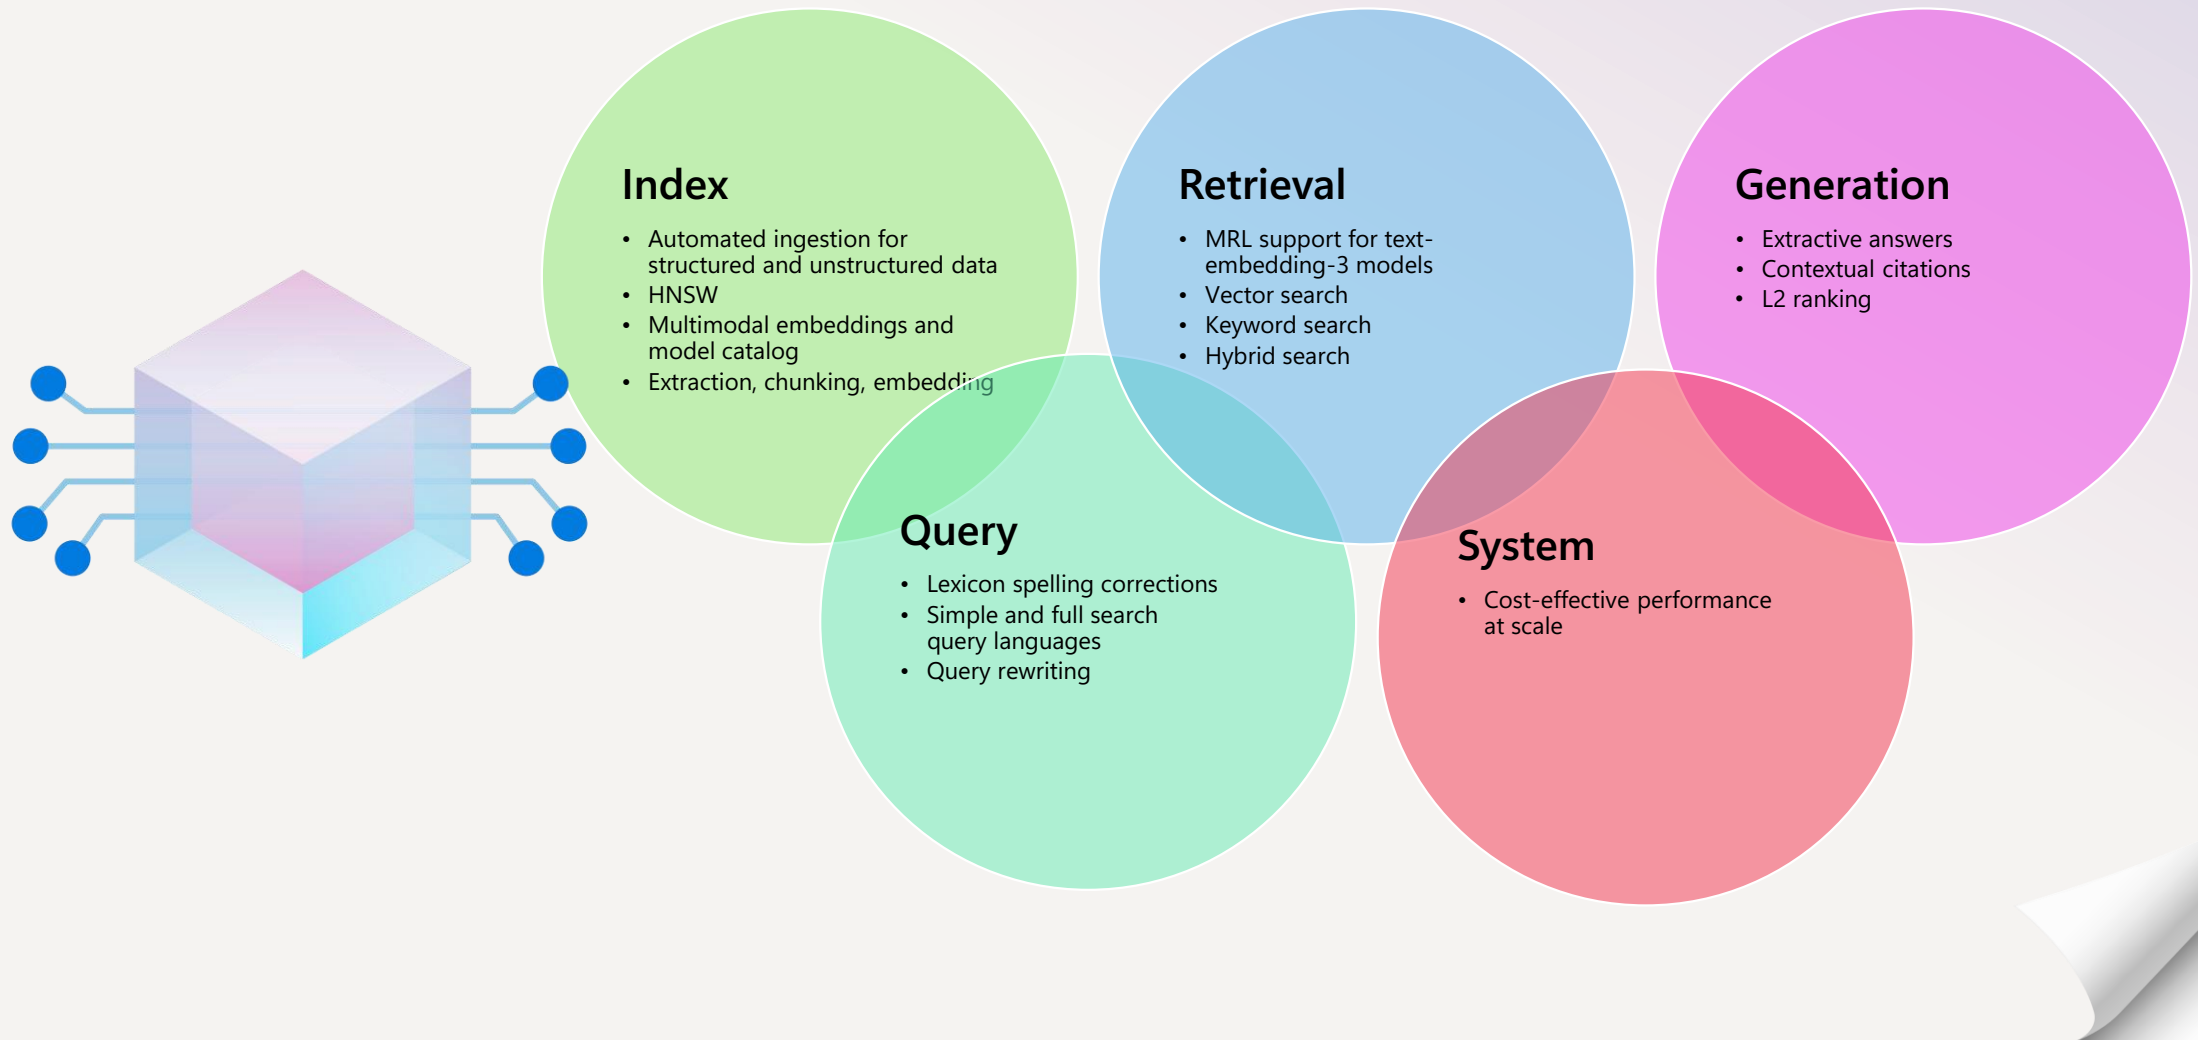 Index
• Automated ingestion for
structured and unstructured data
• HNSW
• Multimodal embeddings and
model catalog
• Extraction, chunking, embedding
Query
• Lexicon spelling corrections
• Simple and full search
query languages
• Query rewriting
Retrieval
• MRL support for text-
embedding-3 models
• Vector search
• Keyword search
• Hybrid search
System
• Cost-effective performance
at scale
Generation
• Extractive answers
• Contextual citations
• L2 ranking